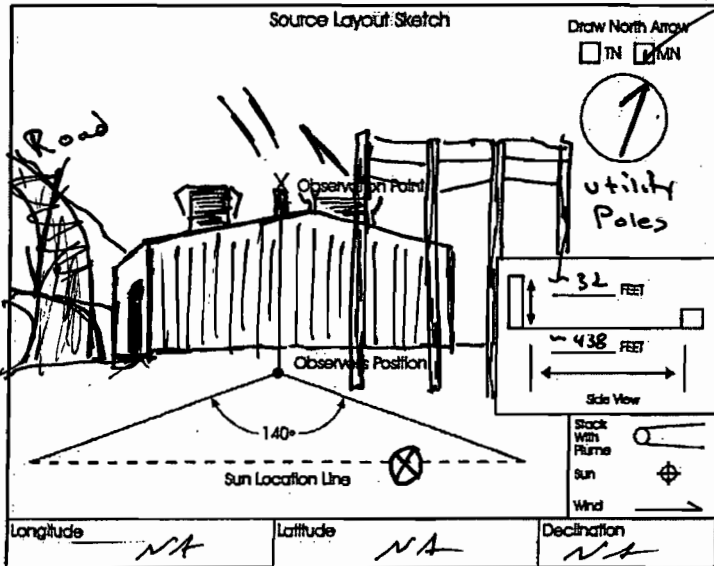 Source Layout Sketch
Draw North Arrow
TN MN
Road
X Observation Point
Utility
Poles
~ 32 FEET
~ 438 FEET
Side View
Observers Position
140°
Sun Location Line
Stack
With
Plume
Sun
Wind
Longitude NA
Latitude NA
Declination NA